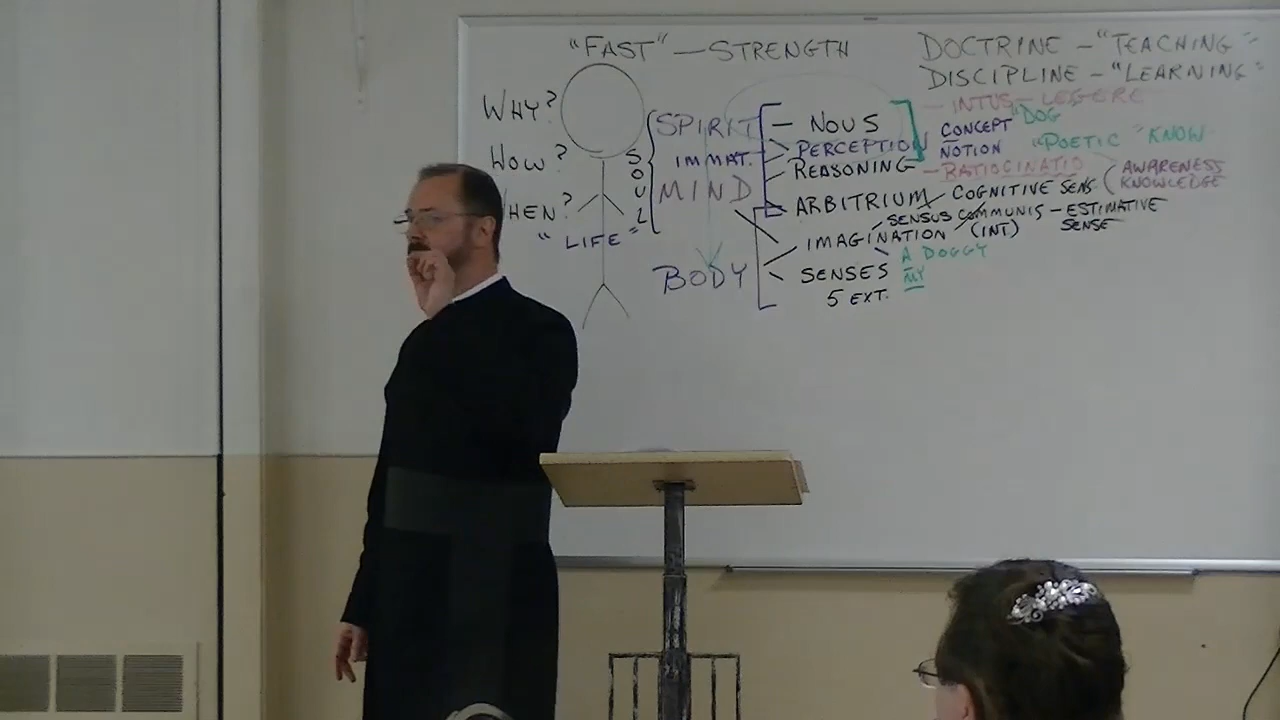 "FAST" — STRENGTH
DOCTRINE - "TEACHING"
DISCIPLINE - "LEARNING"
WHY?
HOW?
WHEN?
"LIFE"
SOUL
SPIRIT
IMMAT.
MIND
BODY
— NOUS
PERCEPTION
REASONING
ARBITRIUM
IMAGINATION
SENSES
5 EXT.
— INTUS - LEGERE
CONCEPT "DOG
NOTION
"POETIC" KNOW
— RATIOCINATIO
AWARENESS
KNOWLEDGE
COGNITIVE SENS
SENSUS COMMUNIS - ESTIMATIVE
SENSE
(INT)
A DOGGY
MY